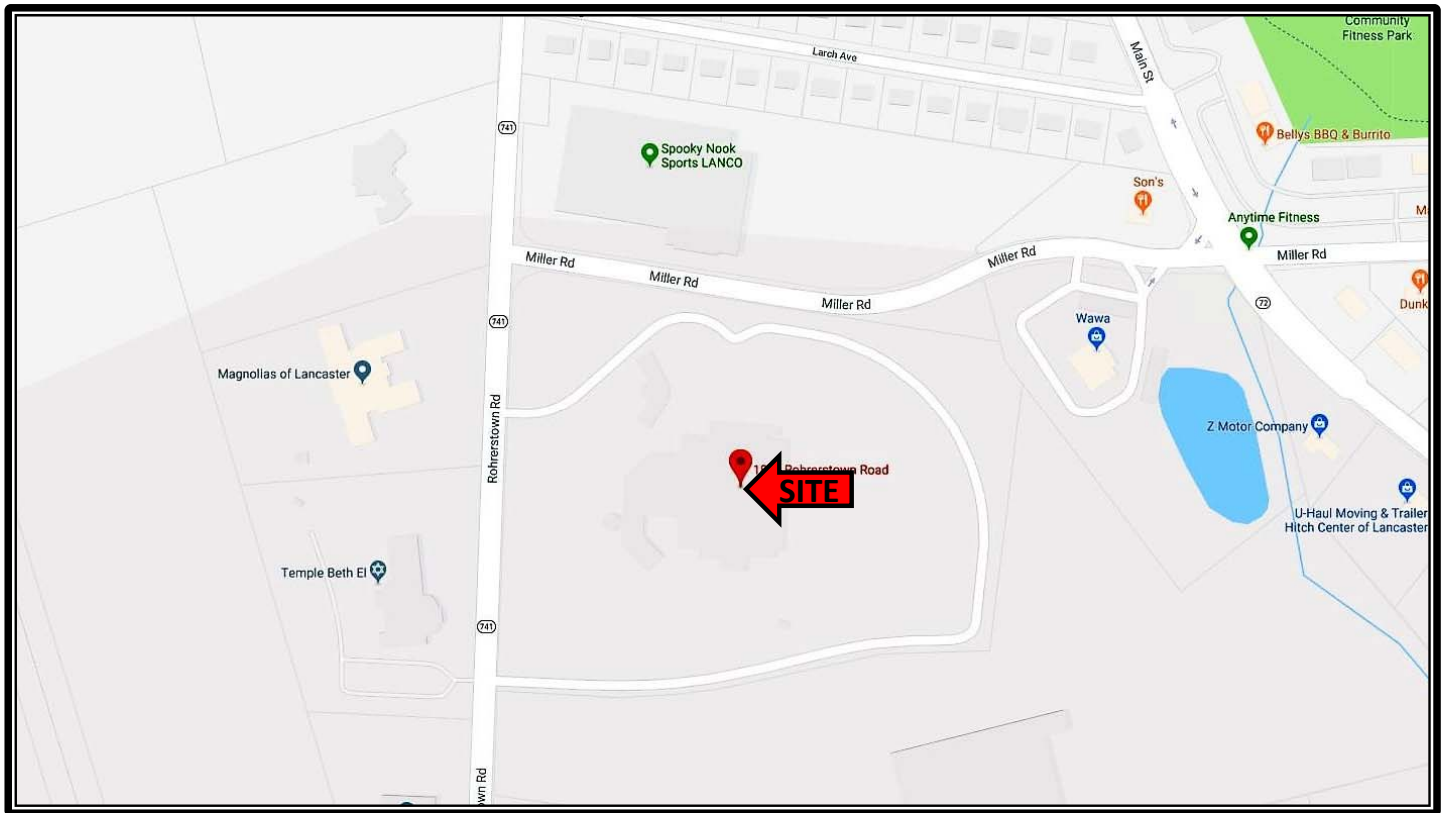 Community
Fitness Park
Larch Ave
Main St
741
Bellys BBQ & Burrito
Spooky Nook
Sports LANCO
Son's
Anytime Fitness
Miller Rd
Miller Rd
Miller Rd
Miller Rd
Miller Rd
72
Wawa
741
Magnolias of Lancaster
Rohrerstown Rd
Z Motor Company
Rohrerstown Road
SITE
U-Haul Moving & Trailer
Hitch Center of Lancaster
Temple Beth El
741
Rd